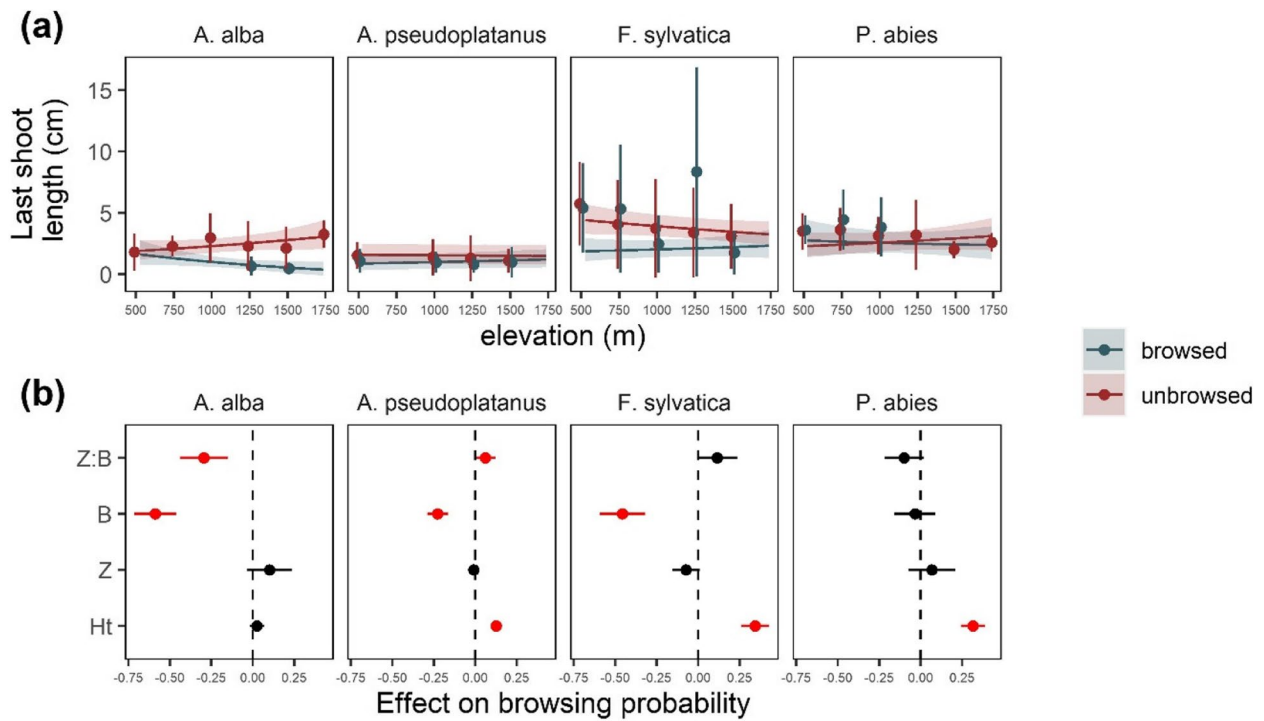 (a)
A. alba A. pseudoplatanus F. sylvatica P. abies
Last shoot
length (cm)
15
10
5
0
500 750 1000 1250 1500 1750 500 750 1000 1250 1500 1750 500 750 1000 1250 1500 1750 500 750 1000 1250 1500 1750
elevation (m)
browsed
unbrowsed
(b)
A. alba A. pseudoplatanus F. sylvatica P. abies
Z:B
B
Z
Ht
-0.75 -0.50 -0.25 0.00 0.25 -0.75 -0.50 -0.25 0.00 0.25 -0.75 -0.50 -0.25 0.00 0.25 -0.75 -0.50 -0.25 0.00 0.25
Effect on browsing probability